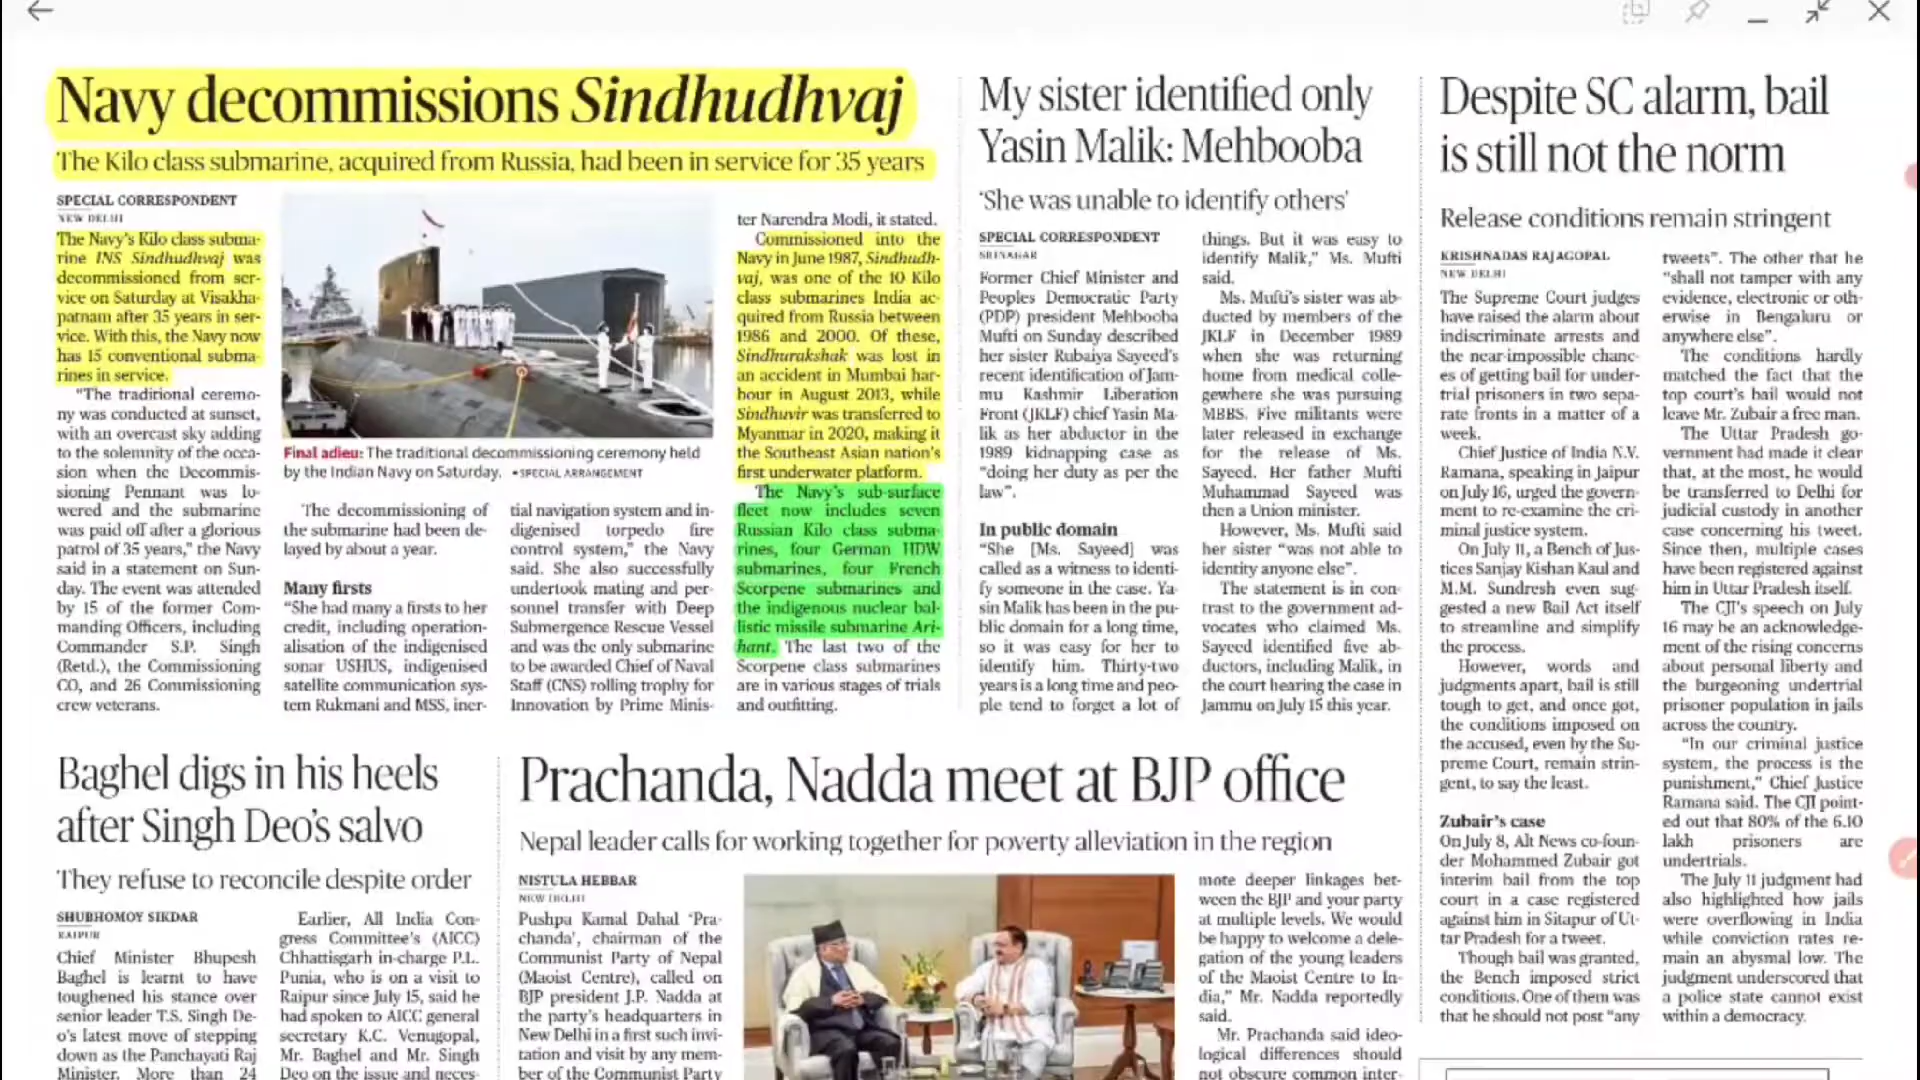 Navy decommissions Sindhudhvaj
The Kilo class submarine, acquired from Russia, had been in service for 35 years
SPECIAL CORRESPONDENT
NEW DELHI
The Navy's Kilo class subma-
rine INS Sindhudhvaj was
decommissioned from ser-
vice on Saturday at Visakha-
patnam after 35 years in ser-
vice. With this, the Navy now
has 15 conventional subma-
rines in service.
"The traditional ceremo-
ny was conducted at sunset,
with an overcast sky adding
to the solemnity of the occa-
sion when the Decommis-
sioning Pennant was lo-
wered and the submarine
was paid off after a glorious
patrol of 35 years," the Navy
said in a statement on Sun-
day. The event was attended
by 15 of the former Com-
manding Officers, including
Commander S.P. Singh
(Retd.), the Commissioning
CO, and 26 Commissioning
crew veterans.
Final adieu: The traditional decommissioning ceremony held
by the Indian Navy on Saturday. •SPECIAL ARRANGEMENT
The decommissioning of
the submarine had been de-
layed by about a year.
Many firsts
"She had many a firsts to her
credit, including operation-
alisation of the indigenised
sonar USHUS, indigenised
satellite communication sys-
tem Rukmani and MSS, iner-
tial navigation system and in-
digenised torpedo fire
control system," the Navy
said. She also successfully
undertook mating and per-
sonnel transfer with Deep
Submergence Rescue Vessel
and was the only submarine
to be awarded Chief of Naval
Staff (CNS) rolling trophy for
Innovation by Prime Minis-
ter Narendra Modi, it stated.
Commissioned into the
Navy in June 1987, Sindhudh-
vaj, was one of the 10 Kilo
class submarines India ac-
quired from Russia between
1986 and 2000. Of these,
Sindhurakshak was lost in
an accident in Mumbai har-
bour in August 2013, while
Sindhuvir was transferred to
Myanmar in 2020, making it
the Southeast Asian nation's
first underwater platform.
The Navy's sub-surface
fleet now includes seven
Russian Kilo class subma-
rines, four German HDW
submarines, four French
Scorpene submarines and
the indigenous nuclear bal-
listic missile submarine Ari-
hant. The last two of the
Scorpene class submarines
are in various stages of trials
and outfitting.
My sister identified only
Yasin Malik: Mehbooba
'She was unable to identify others'
SPECIAL CORRESPONDENT
SRINAGAR
Former Chief Minister and
Peoples Democratic Party
(PDP) president Mehbooba
Mufti on Sunday described
her sister Rubaiya Sayeed's
recent identification of Jam-
mu Kashmir Liberation
Front (JKLF) chief Yasin Ma-
lik as her abductor in the
1989 kidnapping case as
"doing her duty as per the
law".
In public domain
"She [Ms. Sayeed] was
called as a witness to identi-
fy someone in the case. Ya-
sin Malik has been in the pu-
blic domain for a long time,
so it was easy for her to
identify him. Thirty-two
years is a long time and peo-
ple tend to forget a lot of
things. But it was easy to
identify Malik," Ms. Mufti
said.
Ms. Mufti's sister was ab-
ducted by members of the
JKLF in December 1989
when she was returning
home from medical colle-
gewhere she was pursuing
MBBS. Five militants were
later released in exchange
for the release of Ms.
Sayeed. Her father Mufti
Muhammad Sayeed was
then a Union minister.
However, Ms. Mufti said
her sister "was not able to
identity anyone else".
The statement is in con-
trast to the government ad-
vocates who claimed Ms.
Sayeed identified five ab-
ductors, including Malik, in
the court hearing the case in
Jammu on July 15 this year.
Despite SC alarm, bail
is still not the norm
Release conditions remain stringent
KRISHNADAS RAJAGOPAL
NEW DELHI
The Supreme Court judges
have raised the alarm about
indiscriminate arrests and
the near-impossible chanc-
es of getting bail for under-
trial prisoners in two sepa-
rate fronts in a matter of a
week.
Chief Justice of India N.V.
Ramana, speaking in Jaipur
on July 16, urged the govern-
ment to re-examine the cri-
minal justice system.
On July 11, a Bench of Jus-
tices Sanjay Kishan Kaul and
M.M. Sundresh even sug-
gested a new Bail Act itself
to streamline and simplify
the process.
However, words and
judgments apart, bail is still
tough to get, and once got,
the conditions imposed on
the accused, even by the Su-
preme Court, remain strin-
gent, to say the least.
Zubair's case
On July 8, Alt News co-foun-
der Mohammed Zubair got
interim bail from the top
court in a case registered
against him in Sitapur of Ut-
tar Pradesh for a tweet.
Though bail was granted,
the Bench imposed strict
conditions. One of them was
that he should not post "any
tweets". The other that he
"shall not tamper with any
evidence, electronic or oth-
erwise in Bengaluru or
anywhere else".
The conditions hardly
matched the fact that the
top court's bail would not
leave Mr. Zubair a free man.
The Uttar Pradesh go-
vernment had made it clear
that, at the most, he would
be transferred to Delhi for
judicial custody in another
case concerning his tweet.
Since then, multiple cases
have been registered against
him in Uttar Pradesh itself.
The CJI's speech on July
16 may be an acknowledge-
ment of the rising concerns
about personal liberty and
the burgeoning undertrial
prisoner population in jails
across the country.
"In our criminal justice
system, the process is the
punishment," Chief Justice
Ramana said. The CJI point-
ed out that 80% of the 6.10
lakh prisoners are
undertrials.
The July 11 judgment had
also highlighted how jails
were overflowing in India
while conviction rates re-
main an abysmal low. The
judgment underscored that
a police state cannot exist
within a democracy.
Baghel digs in his heels
after Singh Deo's salvo
They refuse to reconcile despite order
SHUBHOMOY SIKDAR
RAIPUR
Chief Minister Bhupesh
Baghel is learnt to have
toughened his stance over
senior leader T.S. Singh De-
o's latest move of stepping
down as the Panchayati Raj
Minister. More than 24
Earlier, All India Con-
gress Committee's (AICC)
Chhattisgarh in-charge P.L.
Punia, who is on a visit to
Raipur since July 15, said he
had spoken to AICC general
secretary K.C. Venugopal,
Mr. Baghel and Mr. Singh
Deo on the issue and neces-
Prachanda, Nadda meet at BJP office
Nepal leader calls for working together for poverty alleviation in the region
NISTULA HEBBAR
NEW DELHI
Pushpa Kamal Dahal 'Pra-
chanda', chairman of the
Communist Party of Nepal
(Maoist Centre), called on
BJP president J.P. Nadda at
the party's headquarters in
New Delhi in a first such invi-
tation and visit by any mem-
ber of the Communist Party
mote deeper linkages bet-
ween the BJP and your party
at multiple levels. We would
be happy to welcome a dele-
gation of the young leaders
of the Maoist Centre to In-
dia," Mr. Nadda reportedly
said.
Mr. Prachanda said ideo-
logical differences should
not obscure common inter-